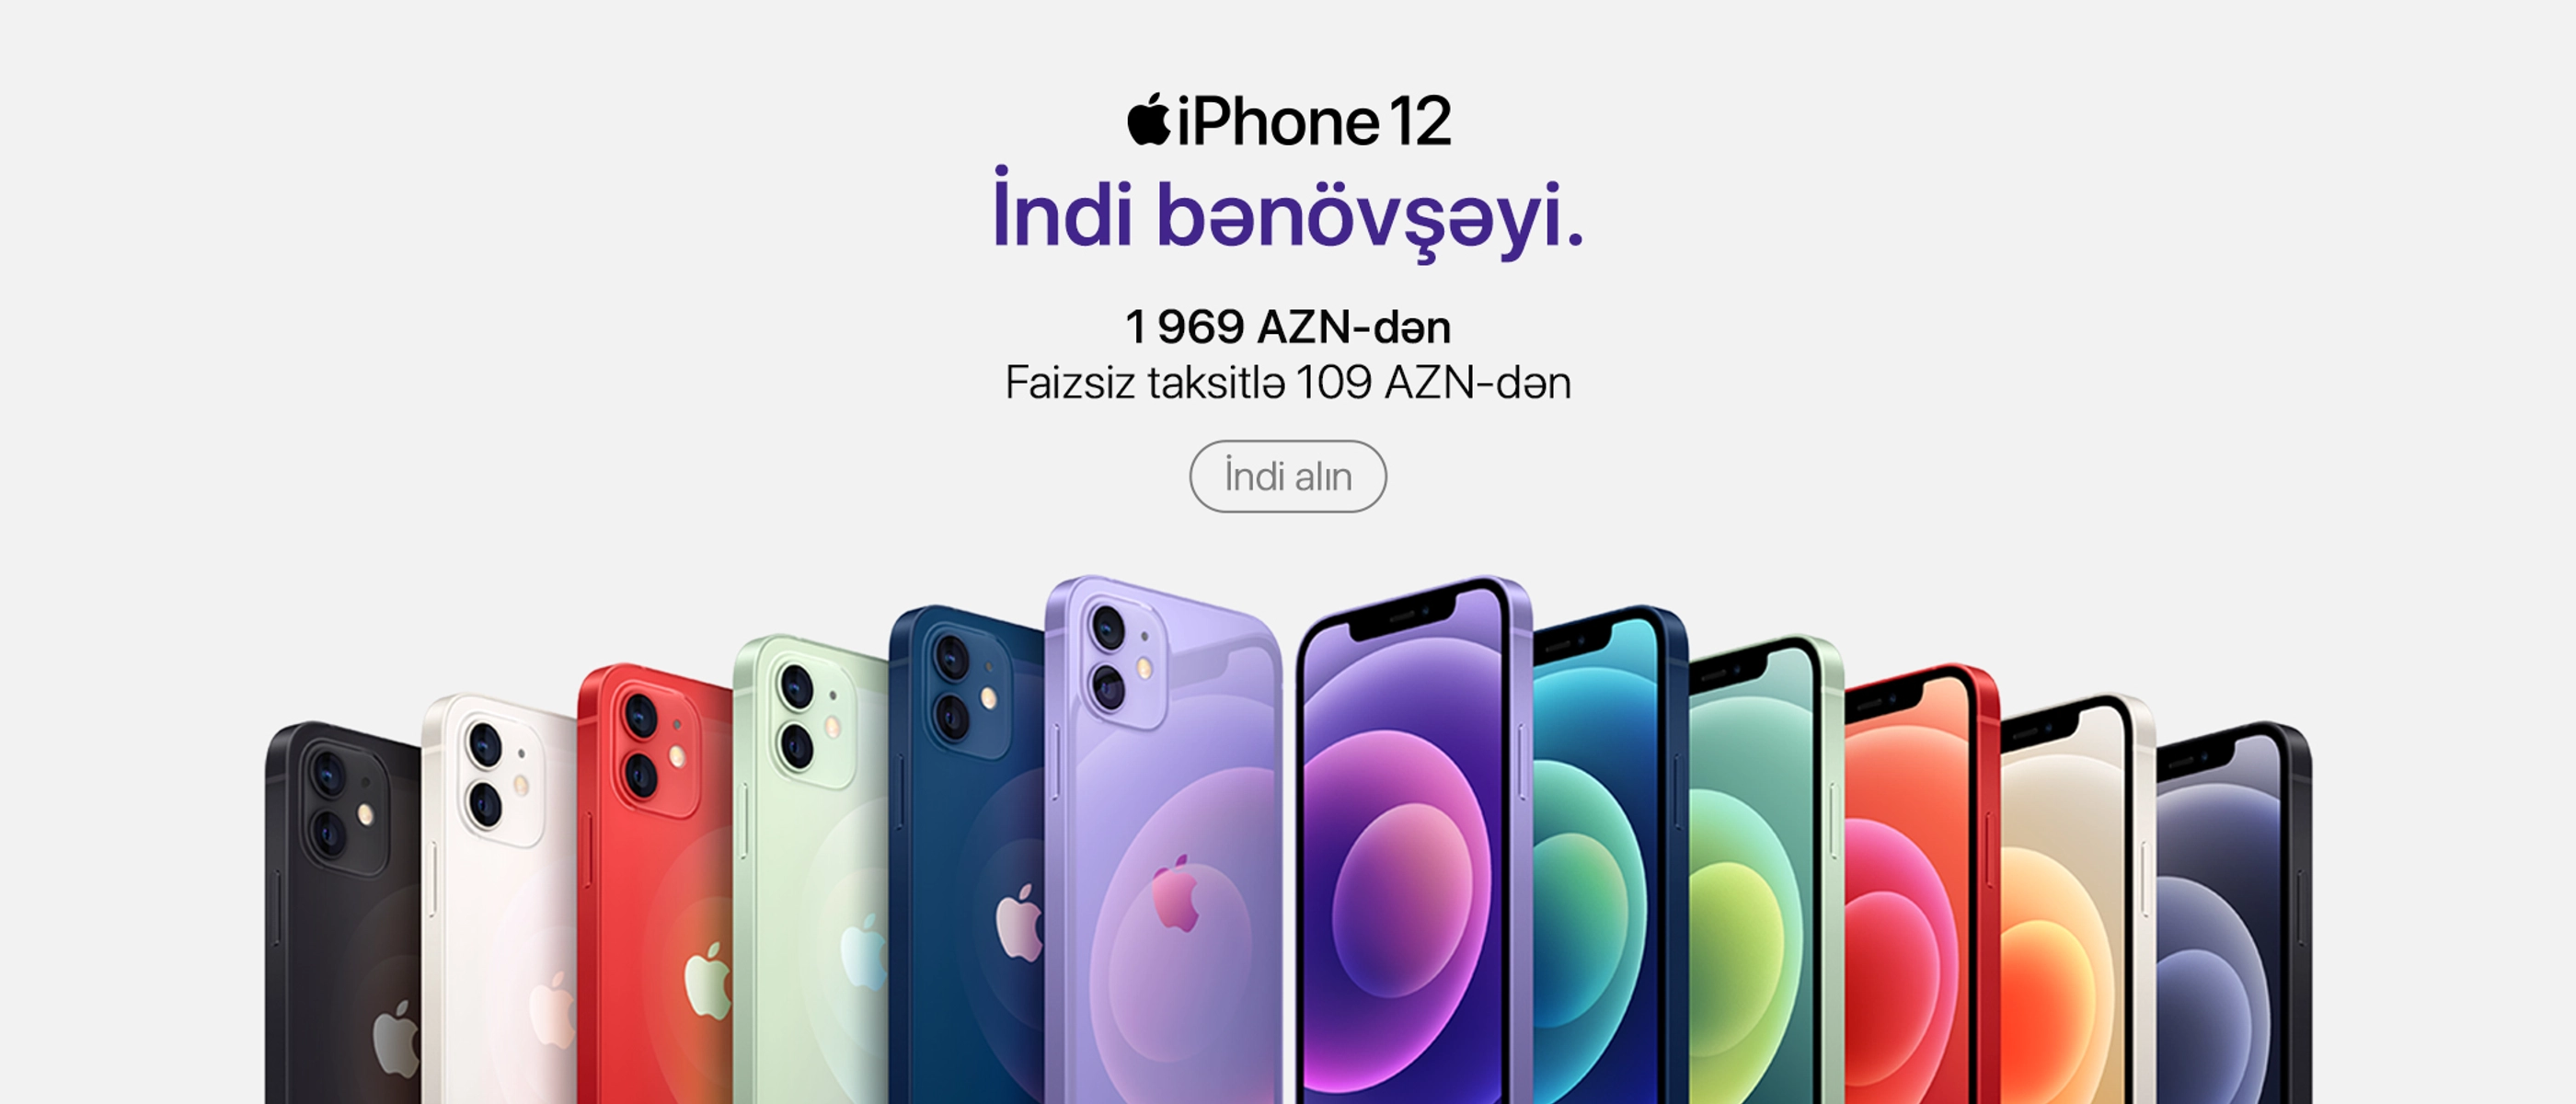 iPhone 12
İndi bənövşəyi.
1 969 AZN-dən
Faizsiz taksitlə 109 AZN-dən
İndi alın